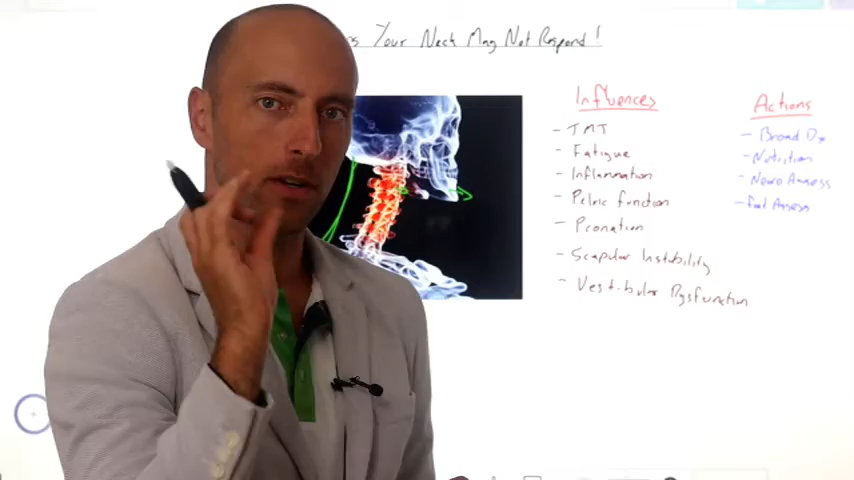 s Your Neck May Not Respond!
Influences
- TMT
- Fatigue
- Inflammation
- Pelvic function
- Pronation
- Scapular Instability
- Vestibular Dysfunction
Actions
- Broad Dx
- Nutrition
- Neuro Assess
- Foot Assess